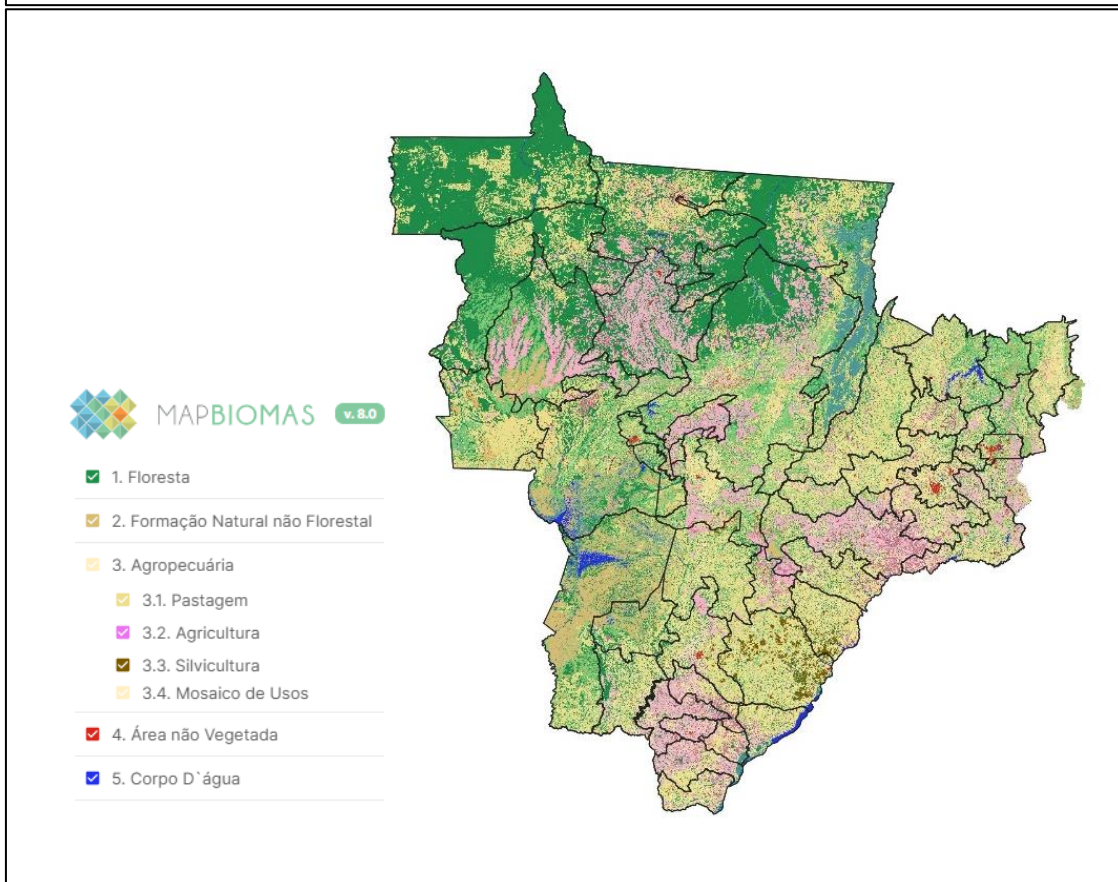 MAPBIOMAS v. 8.0
1. Floresta
2. Formação Natural não Florestal
3. Agropecuária
3.1. Pastagem
3.2. Agricultura
3.3. Silvicultura
3.4. Mosaico de Usos
4. Área não Vegetada
5. Corpo D`água